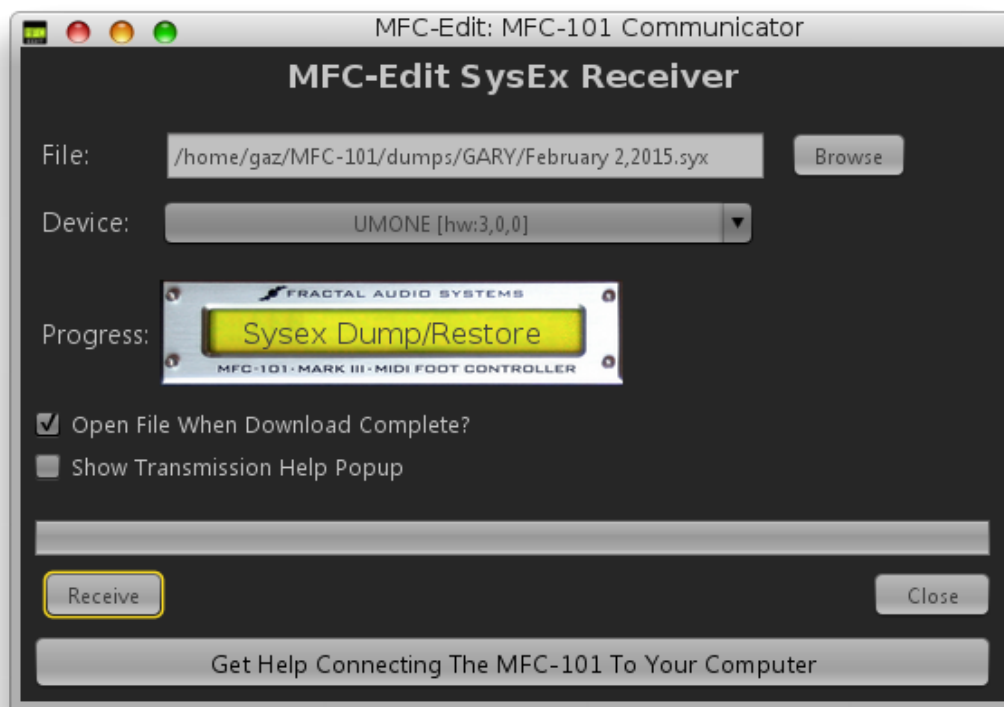 MFC-Edit: MFC-101 Communicator
MFC-Edit SysEx Receiver
File: /home/gaz/MFC-101/dumps/GARY/February 2,2015.syx Browse
Device: UMONE [hw:3,0,0]
FRACTAL AUDIO SYSTEMS
Progress: Sysex Dump/Restore
MFC-101·MARK III·MIDI FOOT CONTROLLER
Open File When Download Complete?
Show Transmission Help Popup
Receive Close
Get Help Connecting The MFC-101 To Your Computer